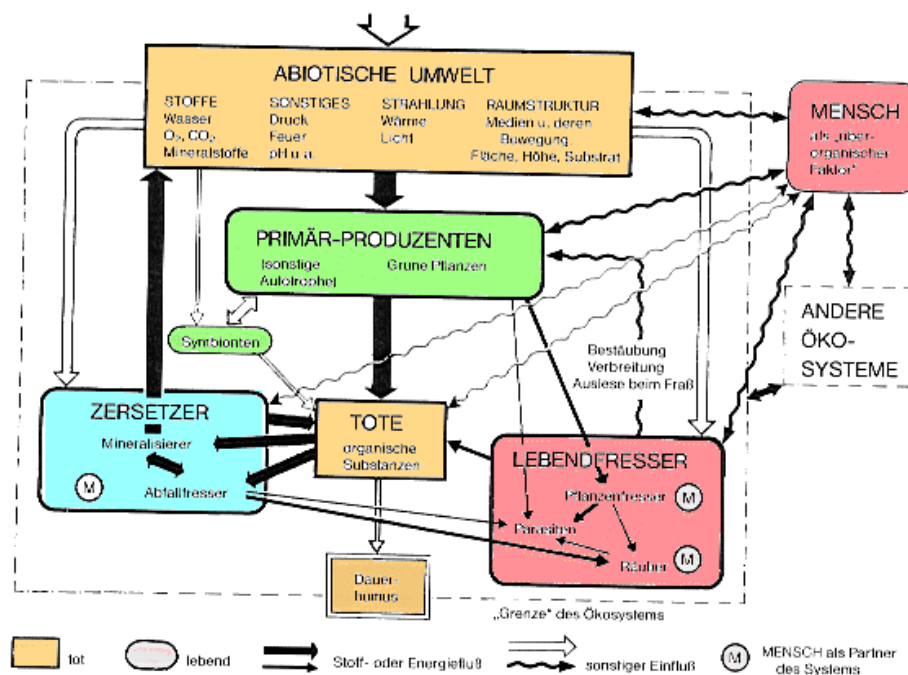 ABIOTISCHE UMWELT
STOFFE
Wasser
O₂, CO₂
Mineralstoffe
SONSTIGES
Druck
Feuer
pH u a.
STRAHLUNG
Wärme
Licht
RAUMSTRUKTUR
Medien u. deren
Bewegung
Fläche, Höhe, Substrat
MENSCH
als „über-
organischer
Faktor"
PRIMÄR-PRODUZENTEN
(sonstige
Autotrophe)
Grüne Pflanzen
Symbionten
Bestäubung
Verbreitung
Auslese beim Fraß
ANDERE
ÖKO-
SYSTEME
ZERSETZER
Mineralisierer
Abfallfresser
M
TOTE
organische
Substanzen
LEBENDFRESSER
Pflanzenfresser
M
Parasiten
Räuber
M
Dauer-
humus
„Grenze" des Ökosystems
tot
lebend
Stoff- oder Energiefluß
sonstiger Einfluß
M
MENSCH als Partner
des Systems